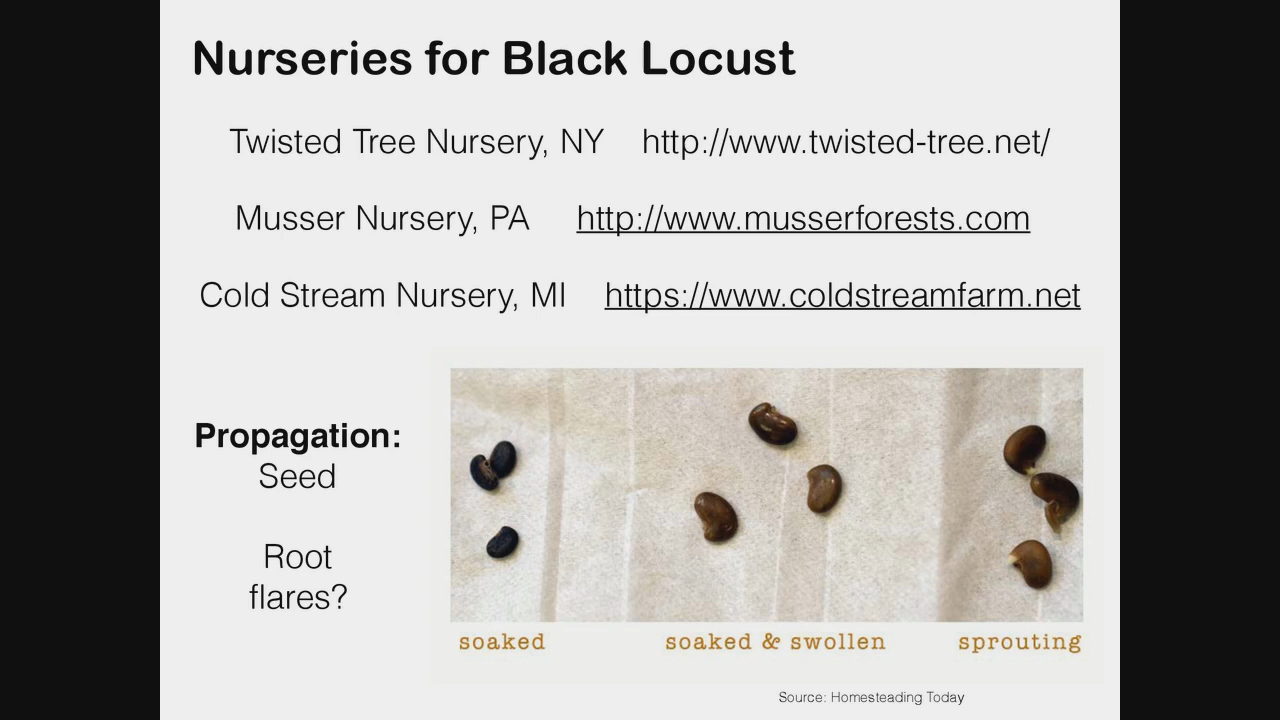 Nurseries for Black Locust
Twisted Tree Nursery, NY http://www.twisted-tree.net/
Musser Nursery, PA http://www.musserforests.com
Cold Stream Nursery, MI https://www.coldstreamfarm.net
Propagation:
Seed
Root
flares?
soaked soaked & swollen sprouting
Source: Homesteading Today